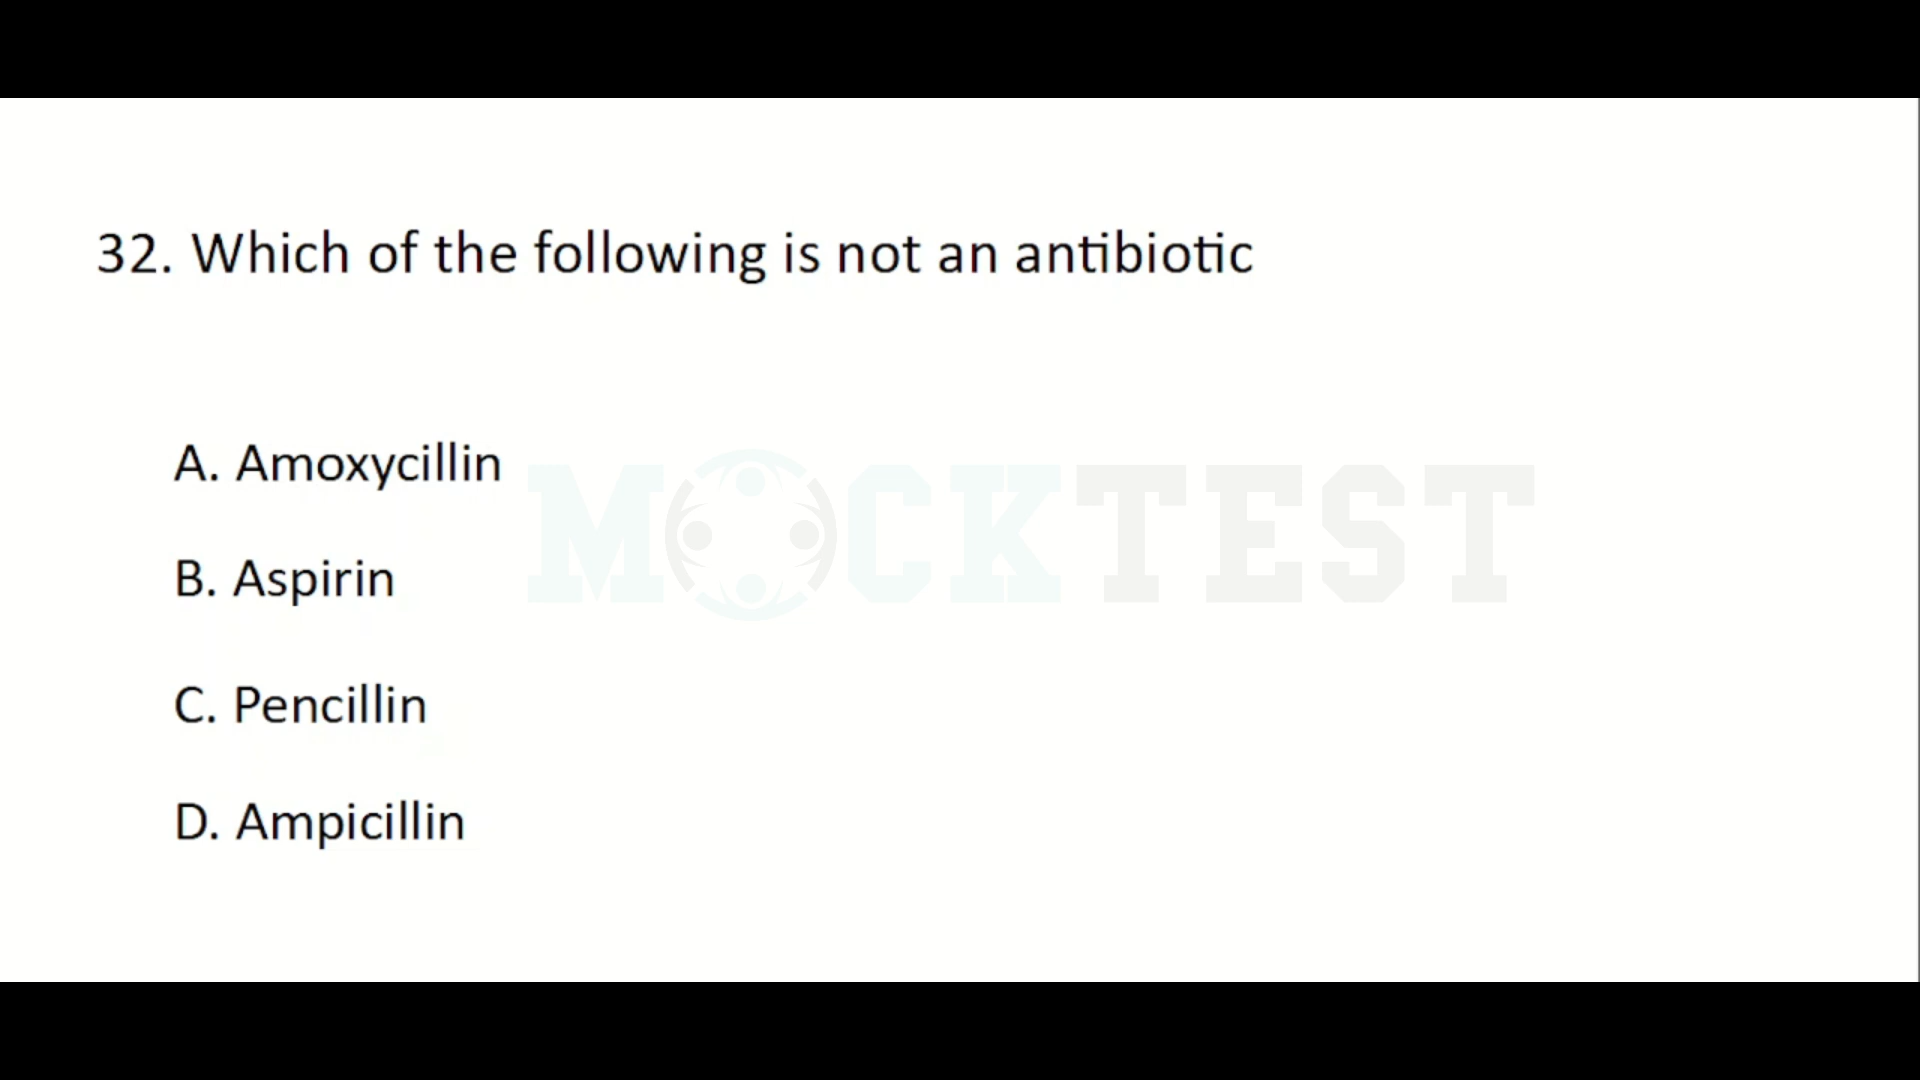 32. Which of the following is not an antibiotic
A. Amoxycillin
MOCKTEST
B. Aspirin
C. Pencillin
D. Ampicillin